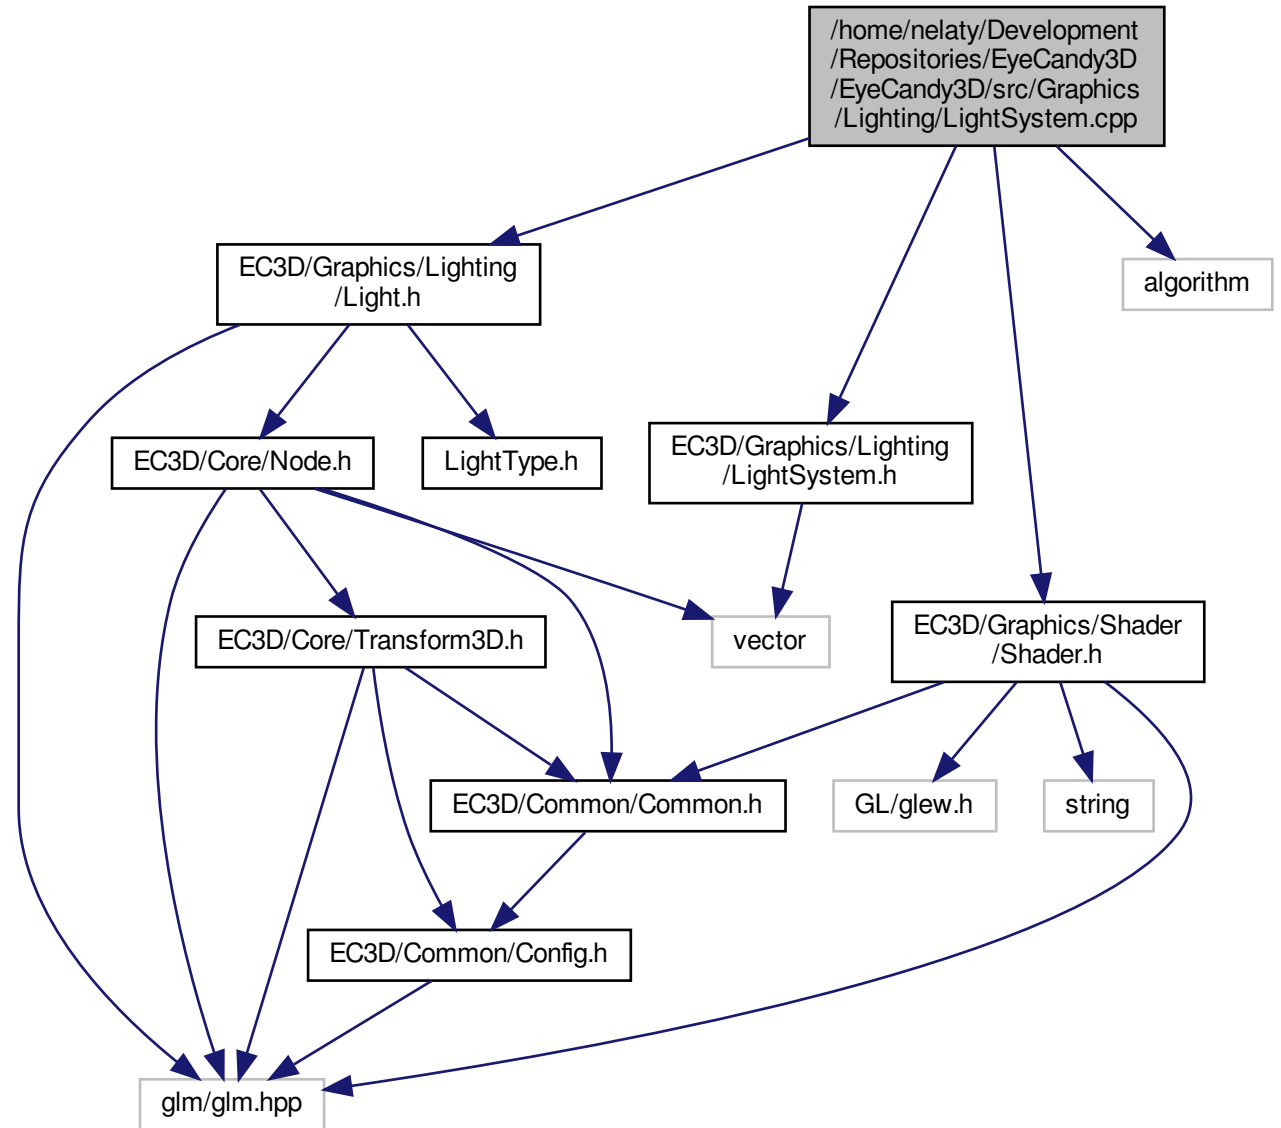 /home/nelaty/Development
/Repositories/EyeCandy3D
/EyeCandy3D/src/Graphics
/Lighting/LightSystem.cpp
EC3D/Graphics/Lighting
/Light.h
algorithm
EC3D/Core/Node.h
LightType.h
EC3D/Graphics/Lighting
/LightSystem.h
EC3D/Core/Transform3D.h
vector
EC3D/Graphics/Shader
/Shader.h
EC3D/Common/Common.h
GL/glew.h
string
EC3D/Common/Config.h
glm/glm.hpp